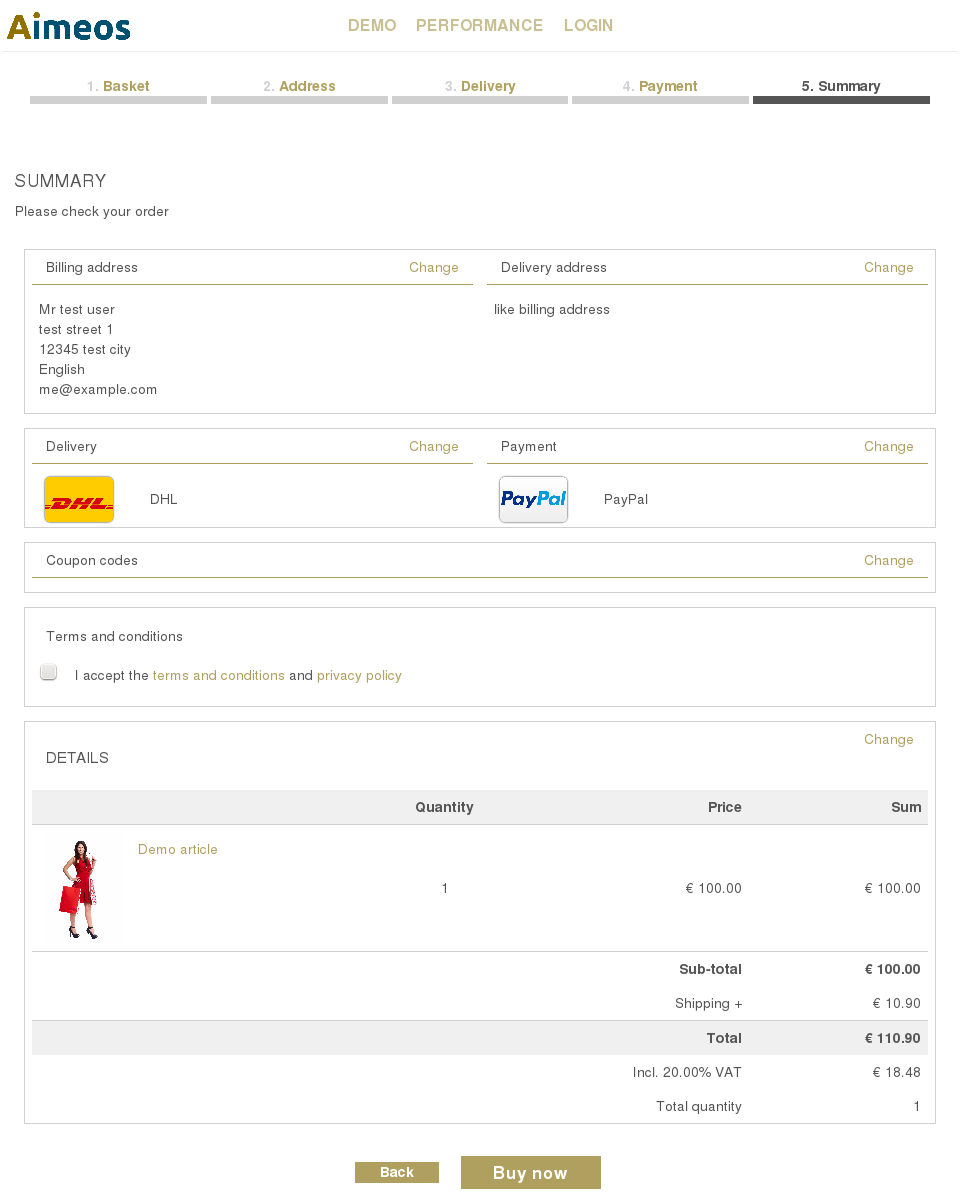 Aimeos
DEMO PERFORMANCE LOGIN
1. Basket 2. Address 3. Delivery 4. Payment 5. Summary
SUMMARY
Please check your order
Billing address Change Delivery address Change
Mr test user like billing address
test street 1
12345 test city
English
me@example.com
Delivery Change Payment Change
DHL DHL PayPal PayPal
Coupon codes Change
Terms and conditions
I accept the terms and conditions and privacy policy
Change
DETAILS
Quantity Price Sum
Demo article
1 € 100.00 € 100.00
Sub-total € 100.00
Shipping + € 10.90
Total € 110.90
Incl. 20.00% VAT € 18.48
Total quantity 1
Back Buy now